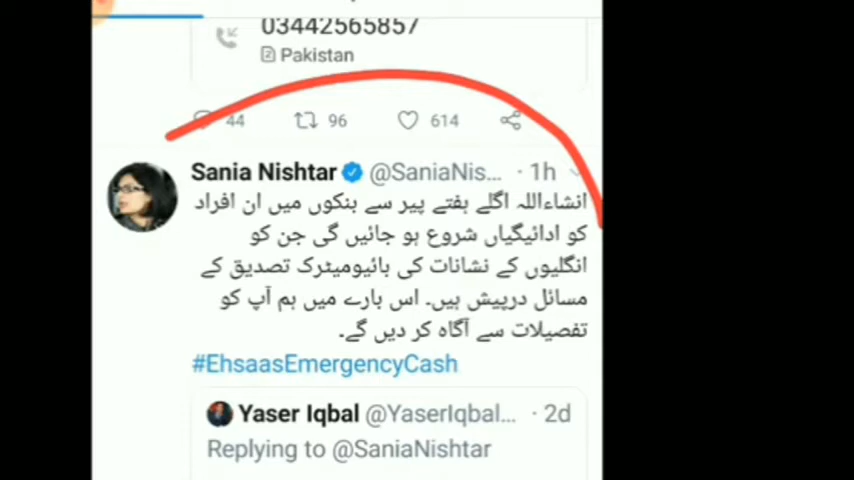 03442565857
Pakistan
44 96 614
Sania Nishtar @SaniaNis... · 1h
انشاءاللہ اگلے ہفتے پیر سے بنکوں میں ان افراد
کو ادائیگیاں شروع ہو جائیں گی جن کو
انگلیوں کے نشانات کی بائیومیٹرک تصدیق کے
مسائل درپیش ہیں۔ اس بارے میں ہم آپ کو
تفصیلات سے آگاہ کر دیں گے۔
#EhsaasEmergencyCash
Yaser Iqbal @YaserIqbal... · 2d
Replying to @SaniaNishtar